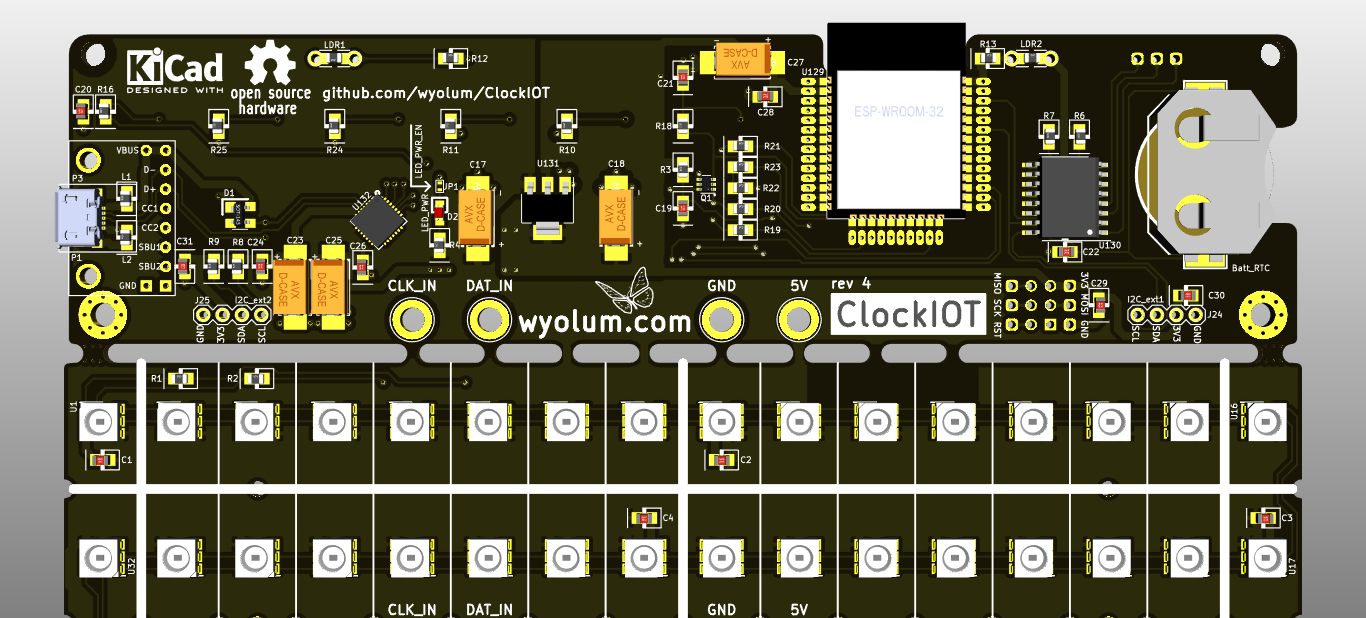 KiCad
DESIGNED WITH
open source
hardware
github.com/wyolum/ClockIOT
LDR1
R12
C27
U129
R13
LDR2
C20
R16
C21
C28
ESP-WROOM-32
AVX
D-CASE
R25
R24
R11
R10
R18
R7
R6
VBUS
D-
D+
CC1
CC2
SBU1
SBU2
GND
P3
L1
L2
P1
D1
U132
LED_PWR_EN
JP1
LED_PWR
D2
R4
C17
AVX
D-CASE
U131
C18
AVX
D-CASE
R3
C19
Q1
R21
R23
R22
R20
R19
U130
C22
Batt_RTC
C31
R9
R8
C24
C23
AVX
D-CASE
C25
AVX
D-CASE
C26
J25
I2C_ext2
GND
3V3
SDA
SCL
CLK_IN
DAT_IN
wyolum.com
GND
5V
rev 4
ClockIOT
MISO
SCK
RST
3V3
MOSI
GND
C29
I2C_ext1
C30
J24
SCL
SDA
3V3
GND
R1
R2
U1
U16
C1
C2
C4
C3
U32
U17
CLK_IN
DAT_IN
GND
5V